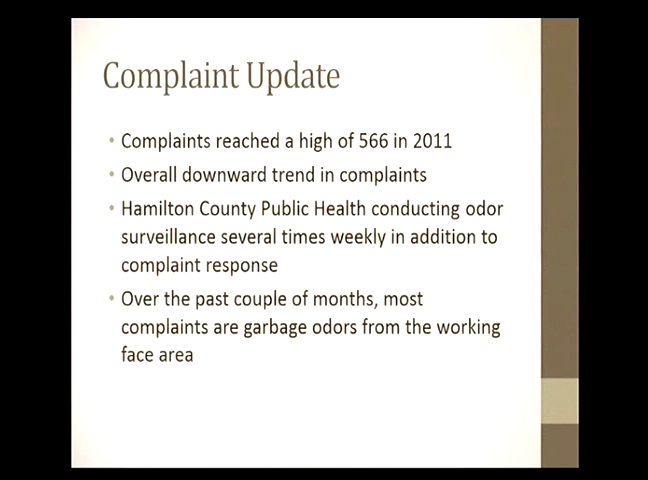 Complaint Update
• Complaints reached a high of 566 in 2011
• Overall downward trend in complaints
• Hamilton County Public Health conducting odor
surveillance several times weekly in addition to
complaint response
• Over the past couple of months, most
complaints are garbage odors from the working
face area